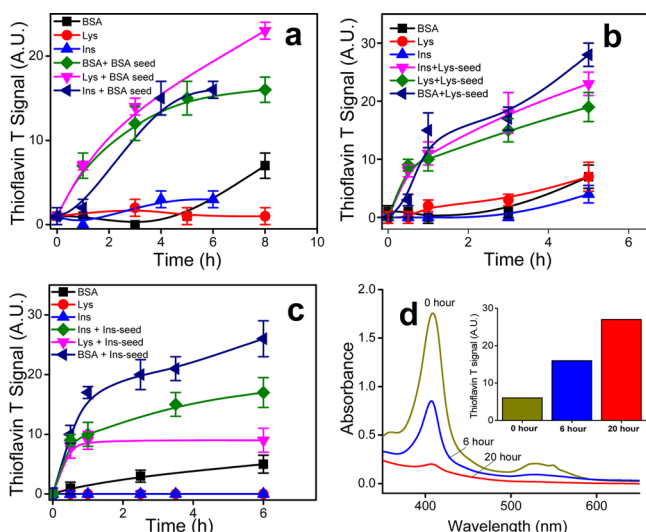 a
BSA
Lys
Ins
BSA+ BSA seed
Lys + BSA seed
Ins + BSA seed
20
10
0
Thioflavin T Signal (A.U.)
0 2 4 6 8 10
Time (h)
b
BSA
Lys
Ins
Ins+Lys-seed
Lys+Lys-seed
BSA+Lys-seed
30
20
10
0
Thioflavin T Signal (A.U.)
0 2 4 6
Time (h)
c
BSA
Lys
Ins
Ins + Ins-seed
Lys + Ins-seed
BSA + Ins-seed
30
20
10
0
Thioflavin T Signal (A.U.)
0 2 4 6
Time (h)
d
0 hour
6 hour
20 hour
2.0
1.5
1.0
0.5
0.0
Absorbance
400 500 600
Wavelength (nm)
30
20
10
0
Thioflavin T signal (A.U.)
0 hour 6 hour 20 hour